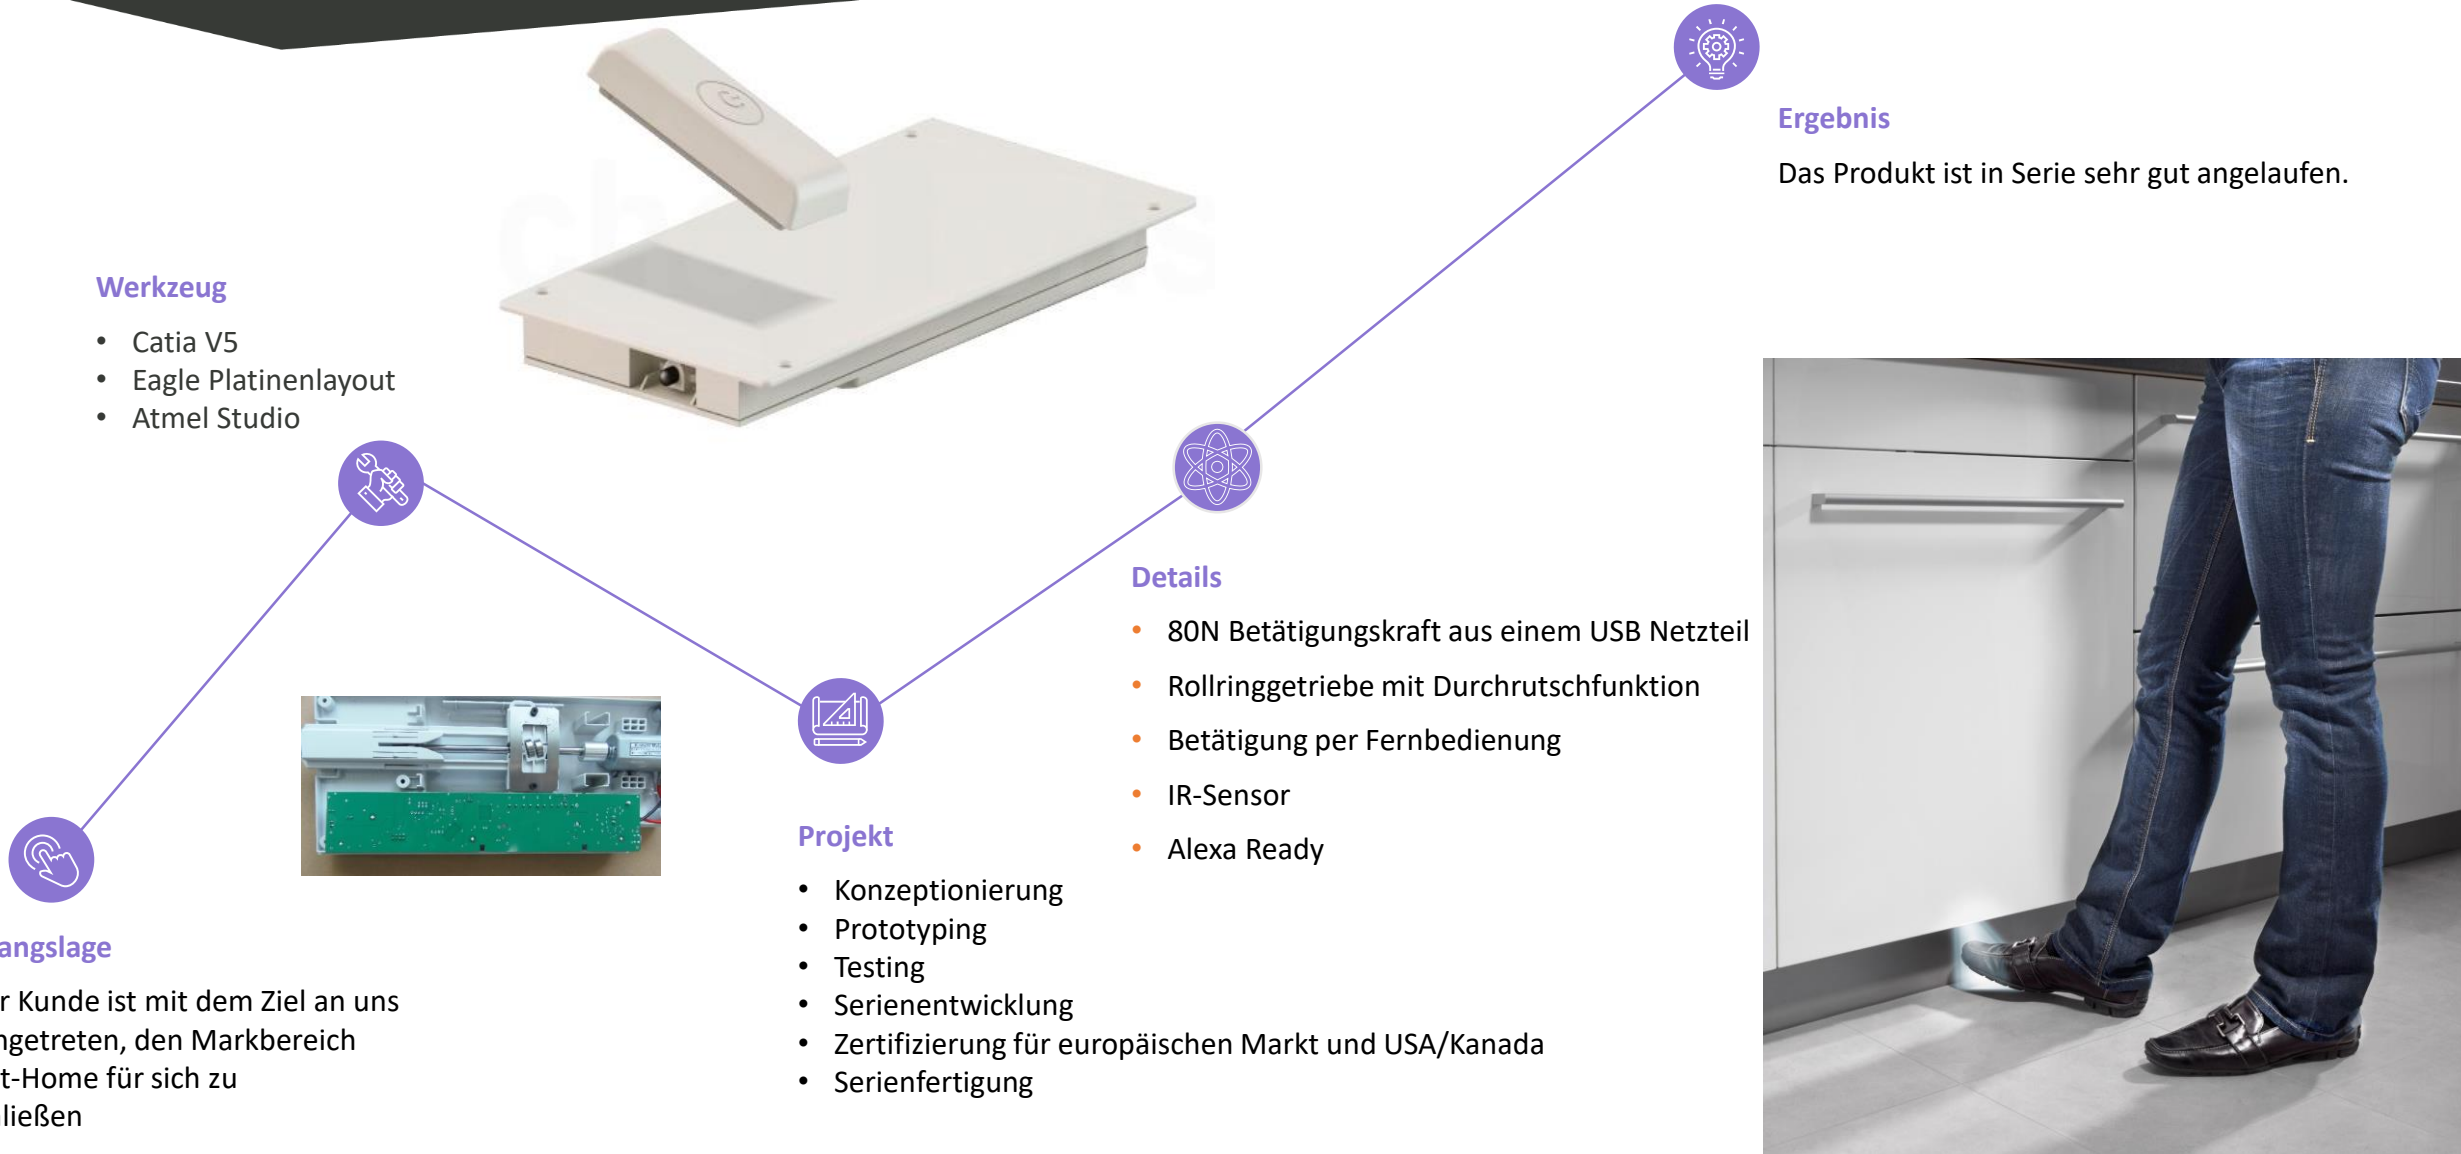 Ergebnis
Das Produkt ist in Serie sehr gut angelaufen.
Werkzeug
• Catia V5
• Eagle Platinenlayout
• Atmel Studio
Details
• 80N Betätigungskraft aus einem USB Netzteil
• Rollringgetriebe mit Durchrutschfunktion
• Betätigung per Fernbedienung
• IR-Sensor
• Alexa Ready
Projekt
• Konzeptionierung
• Prototyping
• Testing
• Serienentwicklung
• Zertifizierung für europäischen Markt und USA/Kanada
• Serienfertigung
angslage
r Kunde ist mit dem Ziel an uns
ngetreten, den Markbereich
t-Home für sich zu
ließen